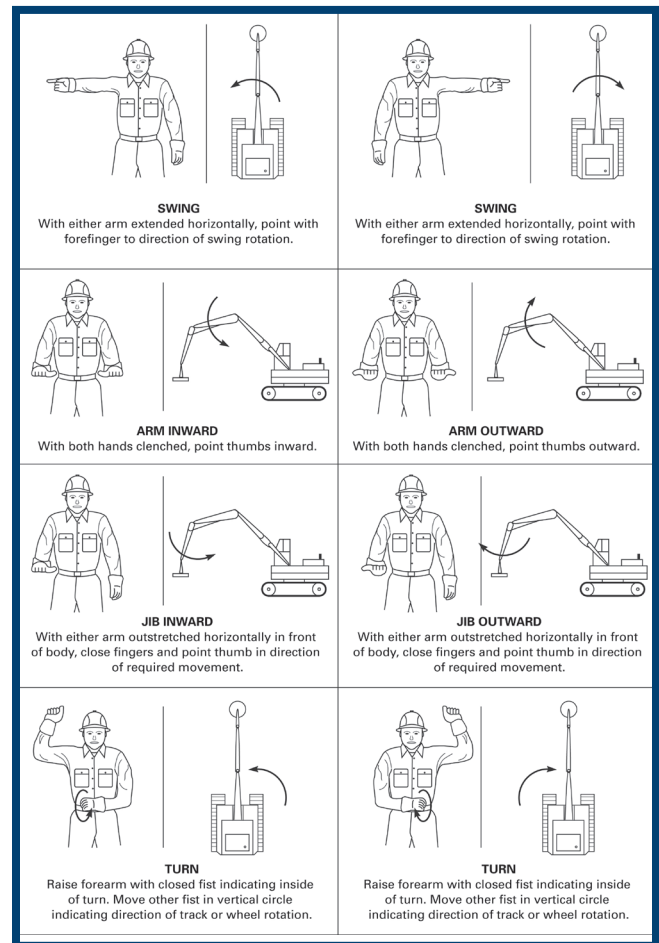 SWING
With either arm extended horizontally, point with
forefinger to direction of swing rotation.
SWING
With either arm extended horizontally, point with
forefinger to direction of swing rotation.
ARM INWARD
With both hands clenched, point thumbs inward.
ARM OUTWARD
With both hands clenched, point thumbs outward.
JIB INWARD
With either arm outstretched horizontally in front
of body, close fingers and point thumb in direction
of required movement.
JIB OUTWARD
With either arm outstretched horizontally in front
of body, close fingers and point thumb in direction
of required movement.
TURN
Raise forearm with closed fist indicating inside
of turn. Move other fist in vertical circle
indicating direction of track or wheel rotation.
TURN
Raise forearm with closed fist indicating inside
of turn. Move other fist in vertical circle
indicating direction of track or wheel rotation.